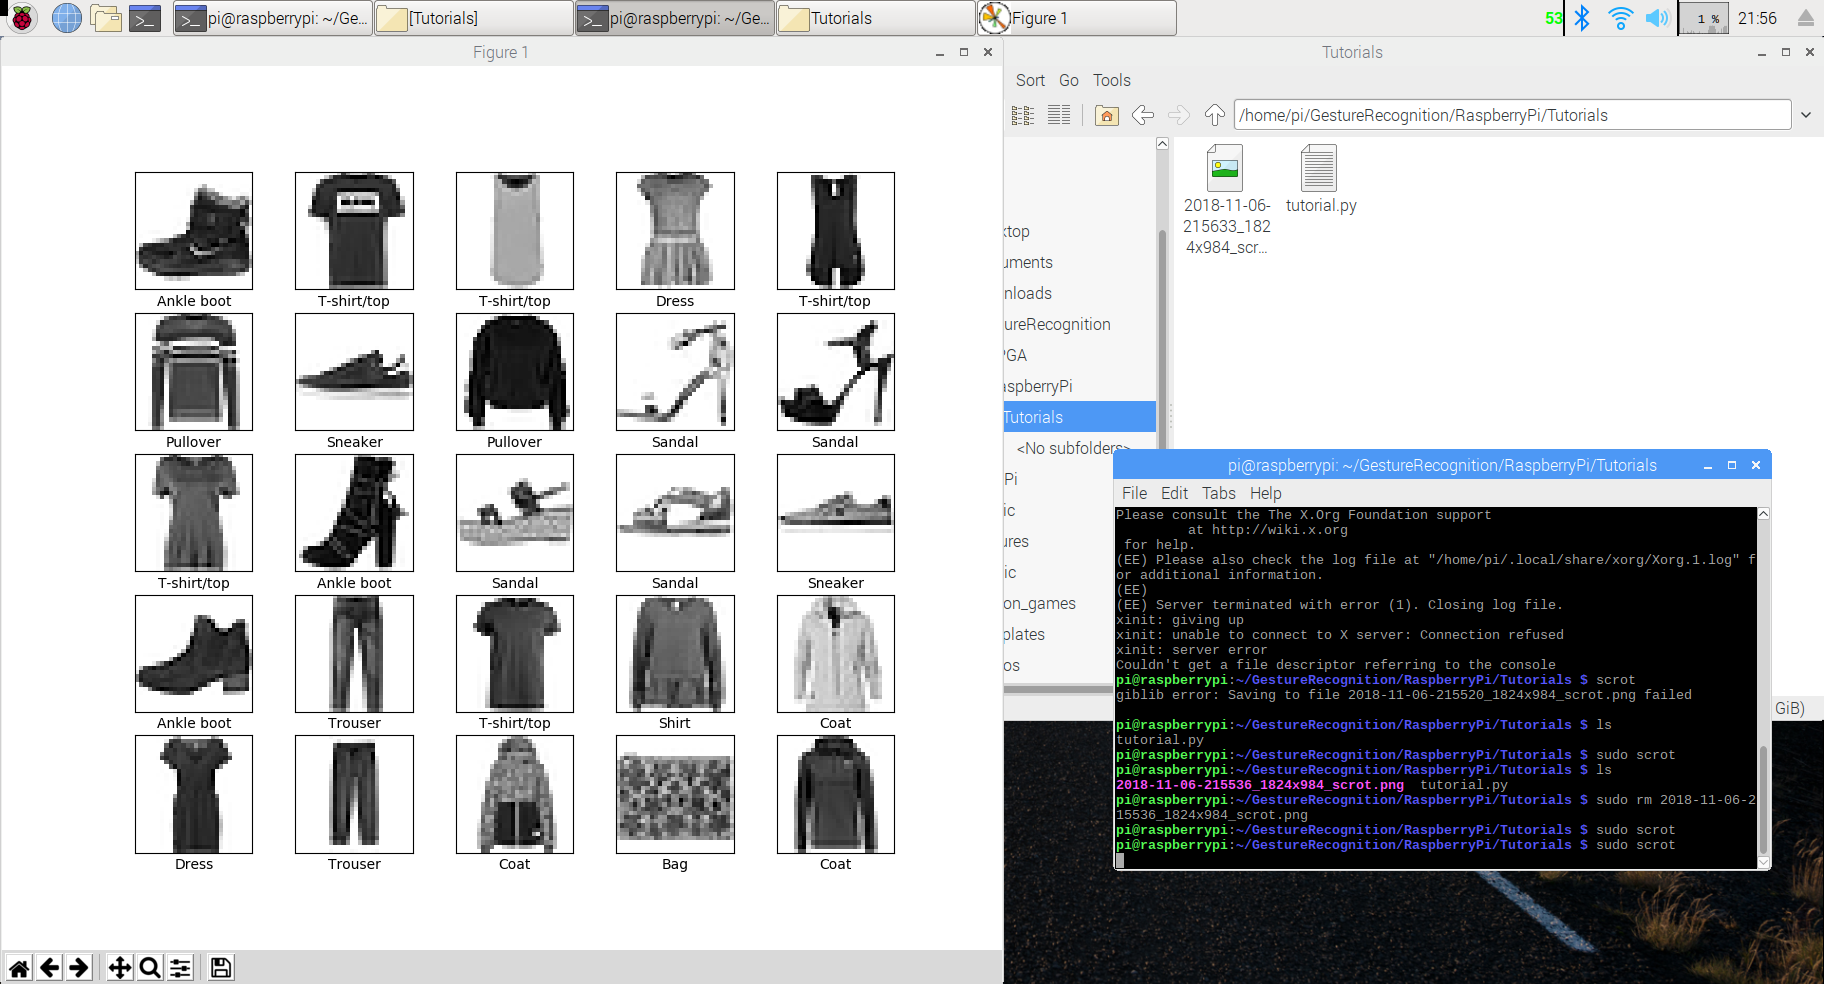 pi@raspberrypi: ~/Ge...
[Tutorials]
pi@raspberrypi: ~/Ge...
Tutorials
Figure 1
53
1 %
21:56
Figure 1
Ankle boot
T-shirt/top
T-shirt/top
Dress
T-shirt/top
Pullover
Sneaker
Pullover
Sandal
Sandal
T-shirt/top
Ankle boot
Sandal
Sandal
Sneaker
Ankle boot
Trouser
T-shirt/top
Shirt
Coat
Dress
Trouser
Coat
Bag
Coat
Tutorials
Sort Go Tools
/home/pi/GestureRecognition/RaspberryPi/Tutorials
ktop
uments
nloads
ureRecognition
PGA
aspberryPi
Tutorials
<No subfolders>
Pi
ic
ures
ic
on_games
plates
os
2018-11-06-
215633_182
4x984_scr...
tutorial.py
GiB)
pi@raspberrypi: ~/GestureRecognition/RaspberryPi/Tutorials
File Edit Tabs Help
Please consult the The X.Org Foundation support
at http://wiki.x.org
for help.
(EE) Please also check the log file at "/home/pi/.local/share/xorg/Xorg.1.log" f
or additional information.
(EE)
(EE) Server terminated with error (1). Closing log file.
xinit: giving up
xinit: unable to connect to X server: Connection refused
xinit: server error
Couldn't get a file descriptor referring to the console
pi@raspberrypi:~/GestureRecognition/RaspberryPi/Tutorials $ scrot
giblib error: Saving to file 2018-11-06-215520_1824x984_scrot.png failed
pi@raspberrypi:~/GestureRecognition/RaspberryPi/Tutorials $ ls
tutorial.py
pi@raspberrypi:~/GestureRecognition/RaspberryPi/Tutorials $ sudo scrot
pi@raspberrypi:~/GestureRecognition/RaspberryPi/Tutorials $ ls
2018-11-06-215536_1824x984_scrot.png tutorial.py
pi@raspberrypi:~/GestureRecognition/RaspberryPi/Tutorials $ sudo rm 2018-11-06-2
15536_1824x984_scrot.png
pi@raspberrypi:~/GestureRecognition/RaspberryPi/Tutorials $ sudo scrot
pi@raspberrypi:~/GestureRecognition/RaspberryPi/Tutorials $ sudo scrot